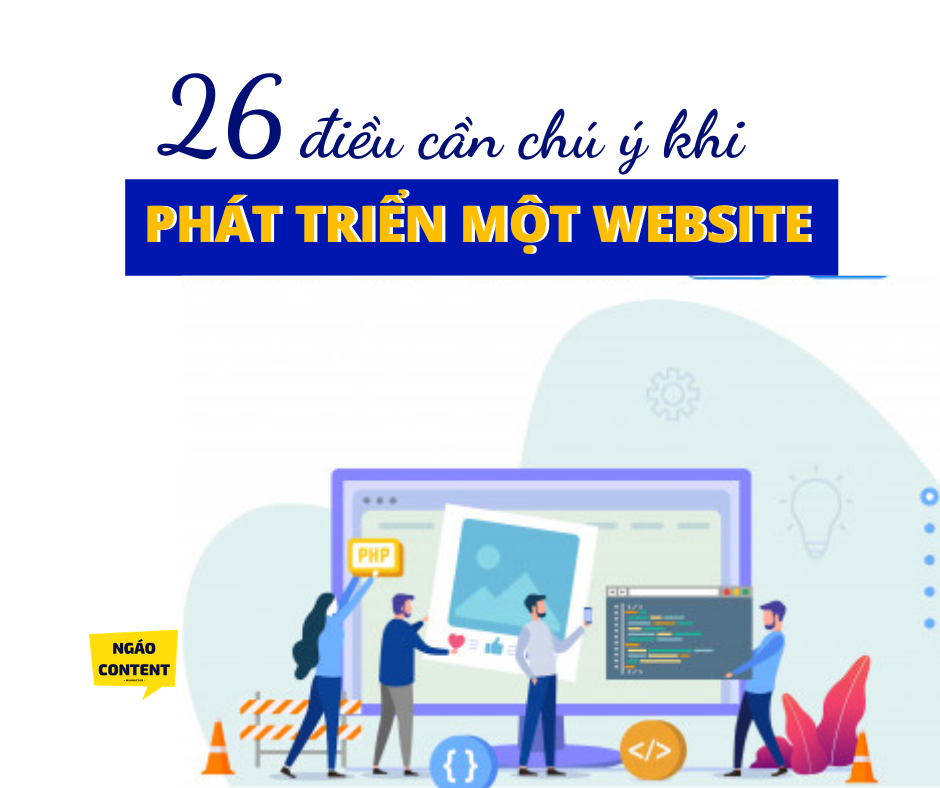 26 điều cần chú ý khi
PHÁT TRIỂN MỘT WEBSITE
PHP
NGÁO
CONTENT
{ }
</>